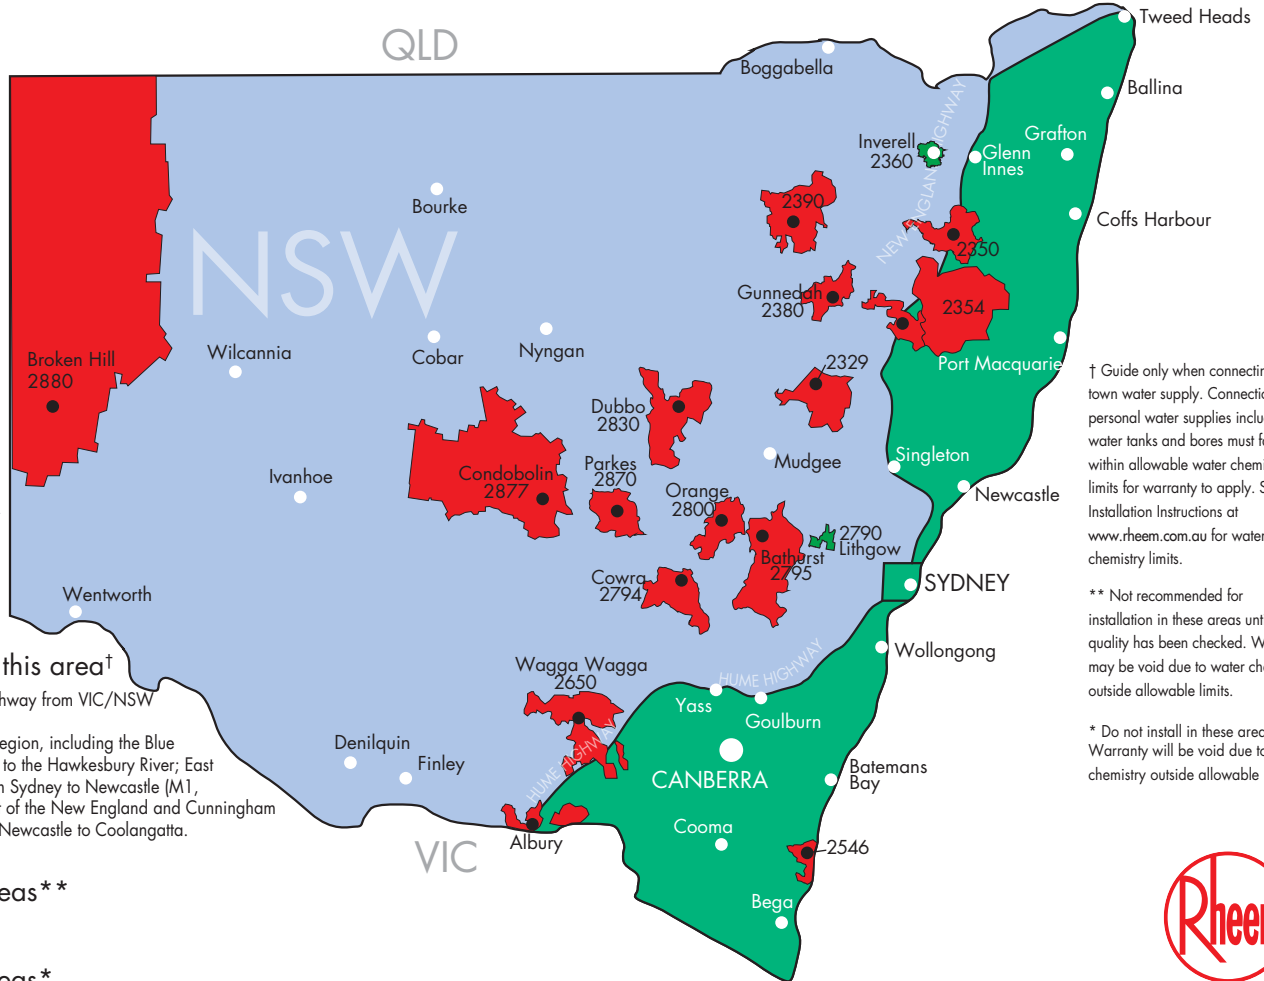 QLD
Tweed Heads
Boggabella
Ballina
Grafton
Inverell
2360
Glenn
Innes
NEW ENGLAND HIGHWAY
2390
Bourke
Coffs Harbour
NSW
2350
Gunnedah
2380
2354
Broken Hill
2880
Wilcannia
Cobar
Nyngan
Port Macquarie
2329
Dubbo
2830
Mudgee
Singleton
Ivanhoe
Condobolin
2877
Parkes
2870
Orange
2800
Newcastle
2790
Lithgow
Bathurst
2795
Cowra
2794
SYDNEY
Wentworth
Wollongong
Wagga Wagga
2650
HUME HIGHWAY
Yass
Goulburn
HUME HIGHWAY
Denilquin
Finley
CANBERRA
Batemans
Bay
Albury
VIC
Cooma
2546
Bega
this area†
hway from VIC/NSW
egion, including the Blue
to the Hawkesbury River; East
m Sydney to Newcastle (M1,
t of the New England and Cunningham
Newcastle to Coolangatta.
eas**
eas*
† Guide only when connectin
town water supply. Connectio
personal water supplies includ
water tanks and bores must fa
within allowable water chemi
limits for warranty to apply. S
Installation Instructions at
www.rheem.com.au for water
chemistry limits.
** Not recommended for
installation in these areas unt
quality has been checked. W
may be void due to water che
outside allowable limits.
* Do not install in these area
Warranty will be void due to
chemistry outside allowable
Rheem